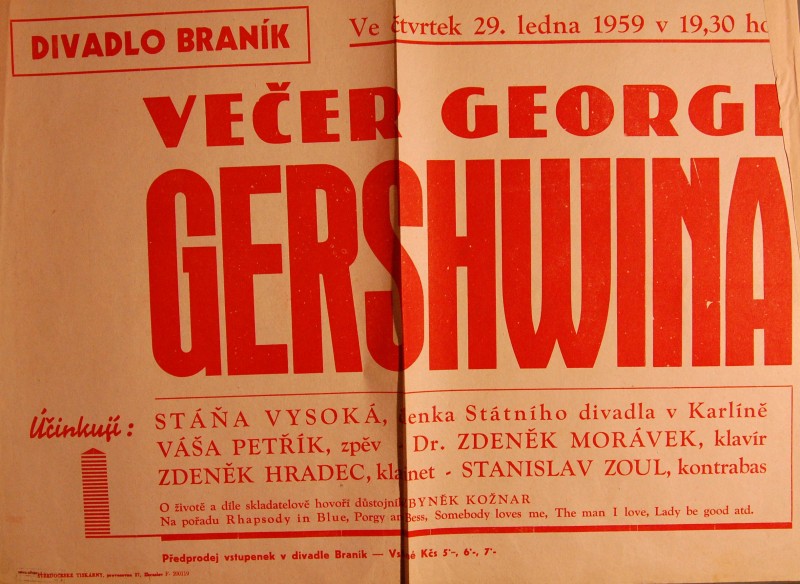 DIVADLO BRANÍK
Ve čtvrtek 29. ledna 1959 v 19,30
VEČER GEORGE
GERSHWINA
Účinkují:
STÁŇA VYSOKÁ, členka Státního divadla v Karlíně
VÁŠA PETŘÍK, zpěv - Dr. ZDENĚK MORÁVEK, klavír
ZDENĚK HRADEC, klarinet - STANISLAV ZOUL, kontrabas
O životě a díle skladatelově hovoří důstojník ZBYNĚK KOŽNAR
Na pořadu Rhapsody in Blue, Porgy and Bess, Somebody loves me, The man I love, Lady be good atd.
Předprodej vstupenek v divadle Braník — Kčs 5'-, 6'-, 7'-
TISKÁRNY, provozovna